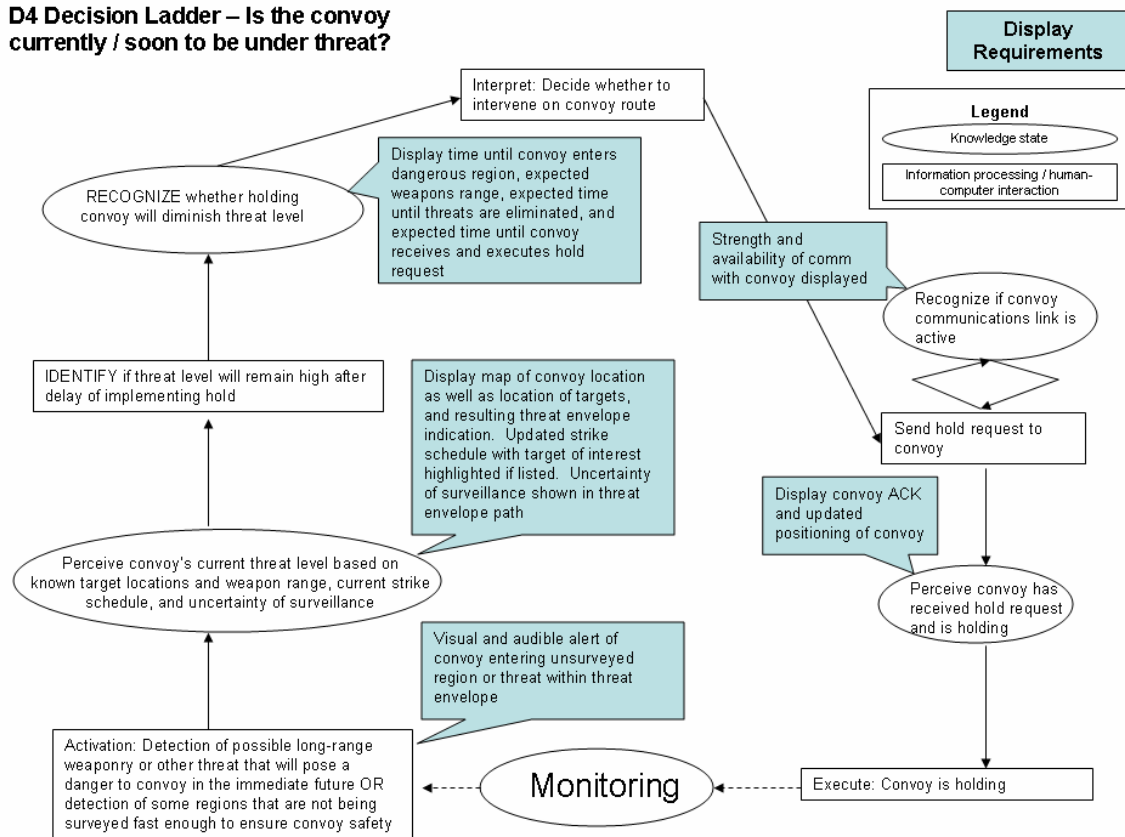 D4 Decision Ladder – Is the convoy
currently / soon to be under threat?
Display
Requirements
Legend
Knowledge state
Information processing / human-
computer interaction
Interpret: Decide whether to
intervene on convoy route
Display time until convoy enters
dangerous region, expected
weapons range, expected time
until threats are eliminated, and
expected time until convoy
receives and executes hold
request
RECOGNIZE whether holding
convoy will diminish threat level
Strength and
availability of comm
with convoy displayed
Recognize if convoy
communications link is
active
IDENTIFY if threat level will remain high after
delay of implementing hold
Display map of convoy location
as well as location of targets,
and resulting threat envelope
indication. Updated strike
schedule with target of interest
highlighted if listed. Uncertainty
of surveillance shown in threat
envelope path
Send hold request to
convoy
Display convoy ACK
and updated
positioning of convoy
Perceive convoy's current threat level based on
known target locations and weapon range, current strike
schedule, and uncertainty of surveillance
Perceive convoy has
received hold request
and is holding
Visual and audible alert of
convoy entering unsurveyed
region or threat within threat
envelope
Activation: Detection of possible long-range
weaponry or other threat that will pose a
danger to convoy in the immediate future OR
detection of some regions that are not being
surveyed fast enough to ensure convoy safety
Monitoring
Execute: Convoy is holding